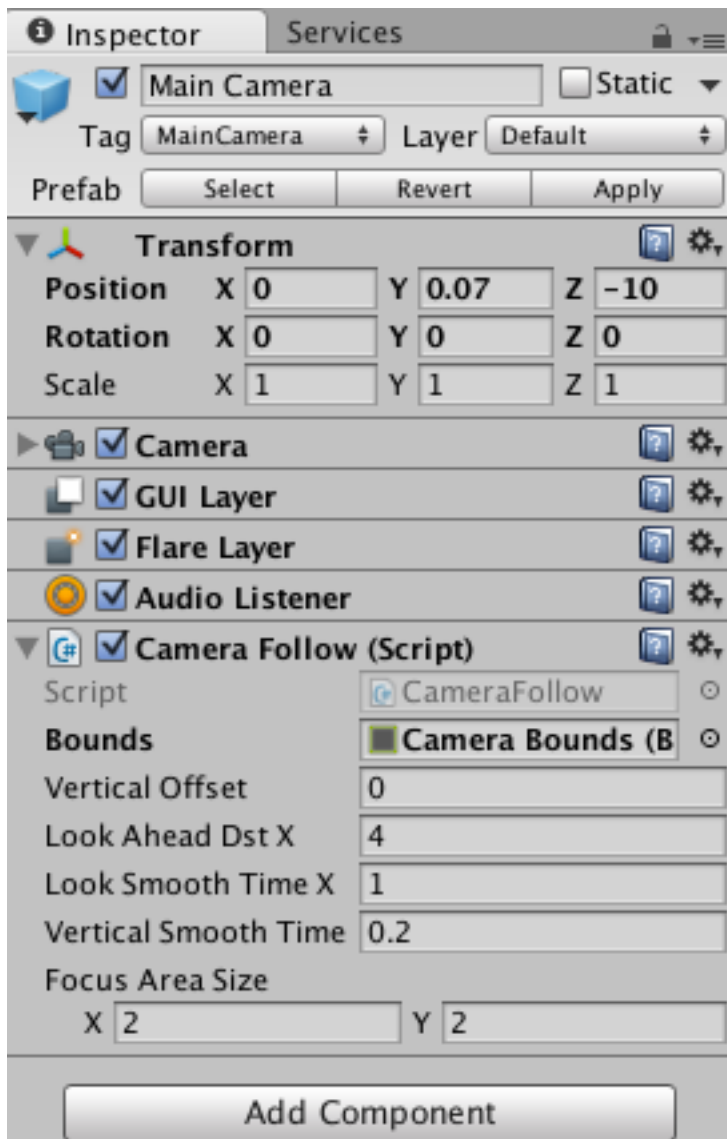 Inspector Services
Main Camera Static
Tag MainCamera Layer Default
Prefab Select Revert Apply
Transform
Position X 0 Y 0.07 Z -10
Rotation X 0 Y 0 Z 0
Scale X 1 Y 1 Z 1
Camera
GUI Layer
Flare Layer
Audio Listener
C# Camera Follow (Script)
Script C# CameraFollow
Bounds Camera Bounds (B
Vertical Offset 0
Look Ahead Dst X 4
Look Smooth Time X 1
Vertical Smooth Time 0.2
Focus Area Size
X 2 Y 2
Add Component